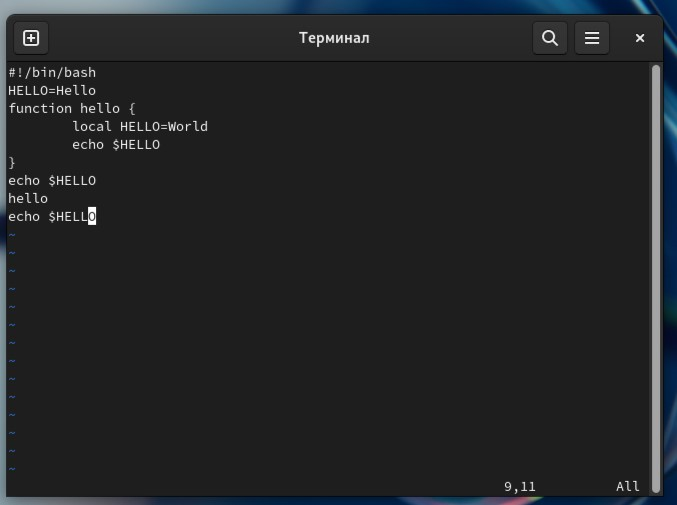 Терминал
#!/bin/bash
HELLO=Hello
function hello {
        local HELLO=World
        echo $HELLO
}
echo $HELLO
hello
echo $HELLO
~
~
~
~
~
~
~
~
~
~
~
~
~
~
9,11          All